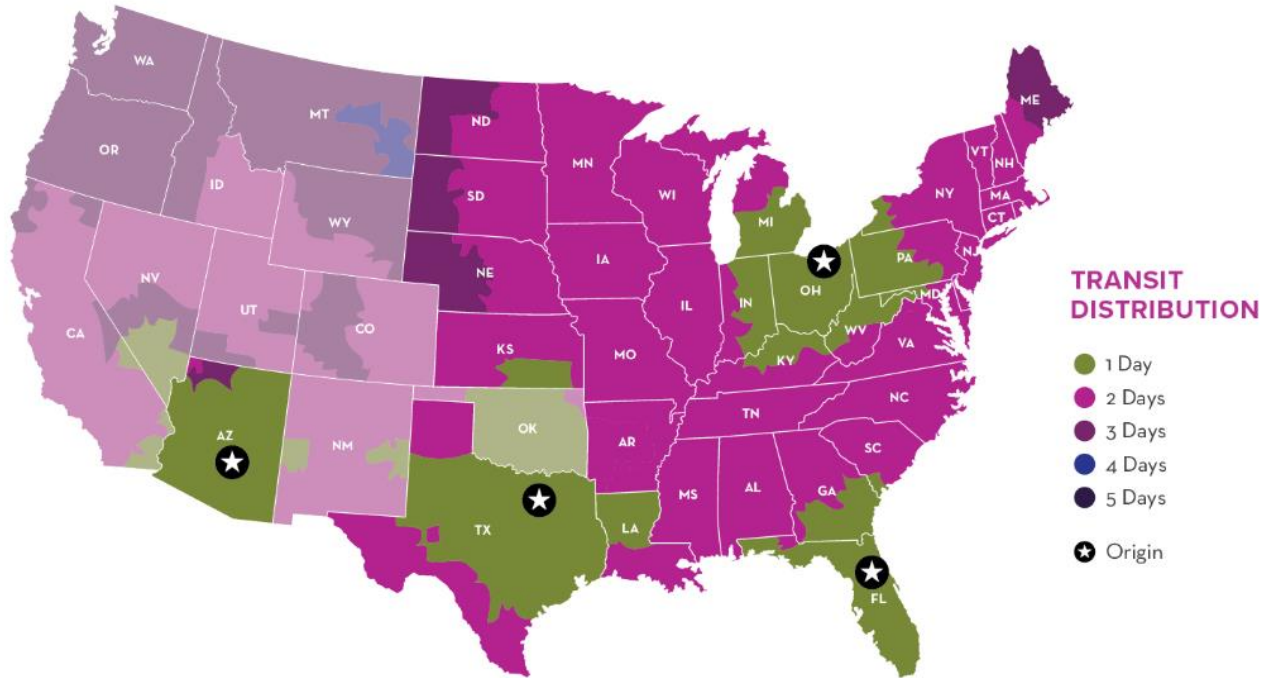 WA
MT
ND
ME
OR
ID
MN
VT
NH
SD
WI
NY
MA
WY
MI
CT
NE
IA
PA
NJ
NV
UT
CO
IL
IN
OH
MD
CA
KS
MO
WV
VA
KY
AZ
NM
OK
AR
TN
NC
SC
TX
LA
MS
AL
GA
FL
TRANSIT
DISTRIBUTION
1 Day
2 Days
3 Days
4 Days
5 Days
Origin